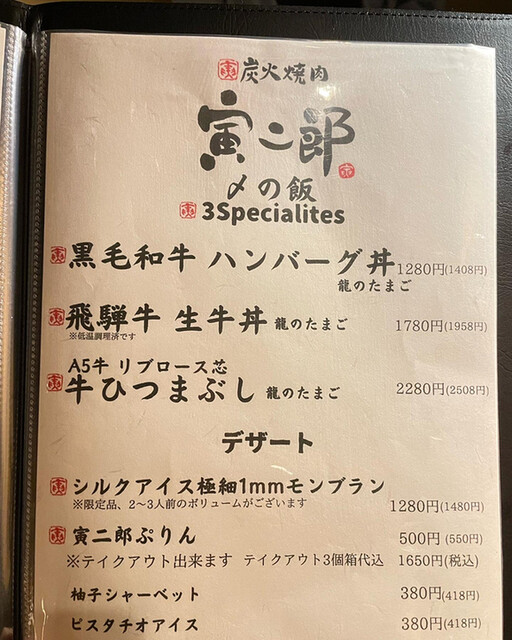 寅 炭火焼肉
寅二郎
〆の飯
寅 3Specialites
寅 黒毛和牛 ハンバーグ丼 1280円(1408円)
龍のたまご
寅 飛騨牛 生牛丼 龍のたまご 1780円(1958円)
※低温調理済です
A5牛 リブロース芯
寅 牛ひつまぶし 龍のたまご 2280円(2508円)
デザート
寅 シルクアイス極細1mmモンブラン
※限定品、2〜3人前のボリュームがございます 1280円(1480円)
寅 寅二郎ぷりん 500円(550円)
※テイクアウト出来ます テイクアウト3個箱代込 1650円(税込)
柚子シャーベット 380円(418円)
ピスタチオアイス 380円(418円)